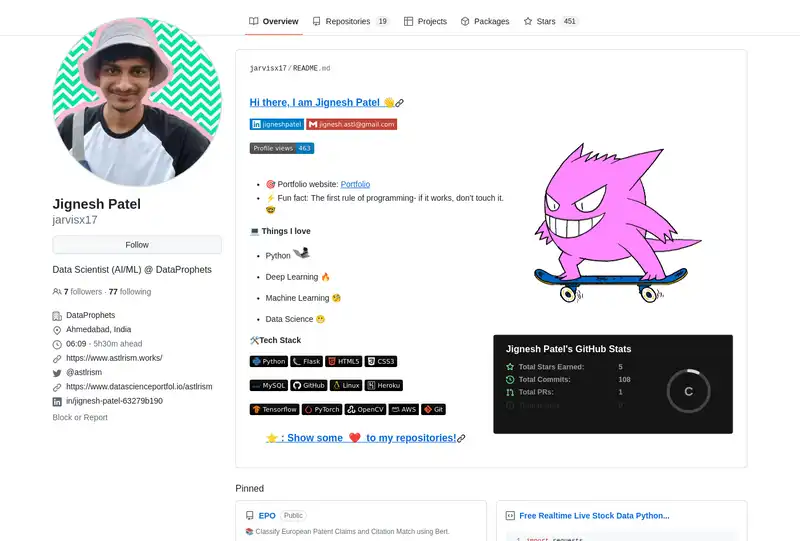 Overview
Repositories 19
Projects
Packages
Stars 451
Jignesh Patel
jarvisx17
Follow
Data Scientist (AI/ML) @ DataProphets
7 followers · 77 following
DataProphets
Ahmedabad, India
06:09 - 5h30m ahead
https://www.astlrism.works/
@astlrism
https://www.datascienceportfol.io/astlrism
in/jignesh-patel-63279b190
Block or Report
jarvisx17/README.md
Hi there, I am Jignesh Patel 👋
jigneshpatel
jignesh.astl@gmail.com
Profile views 463
🎯 Portfolio website: Portfolio
⚡ Fun fact: The first rule of programming- if it works, don't touch it.
🤓
💻 Things I love
Python
Deep Learning 🔥
Machine Learning 🧐
Data Science 😬
🛠Tech Stack
Python Flask HTML5 CSS3
MySQL GitHub Linux Heroku
Tensorflow PyTorch OpenCV AWS Git
⭐ : Show some ❤️ to my repositories!
Jignesh Patel's GitHub Stats
Total Stars Earned: 5
Total Commits: 108
Total PRs: 1
C
Pinned
EPO Public
📚 Classify European Patent Claims and Citation Match using Bert.
Free Realtime Live Stock Data Python...
1 import requests